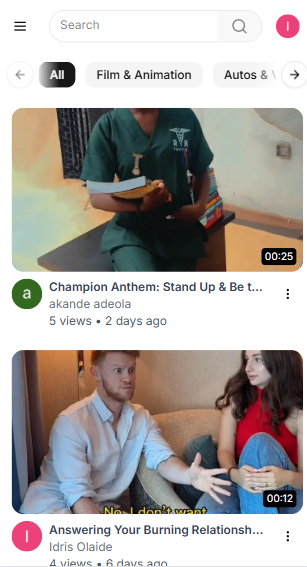 Search
I
All
Film & Animation
Autos &
00:25
a
Champion Anthem: Stand Up & Be t...
akande adeola
5 views • 2 days ago
No, I don't want
00:12
I
Answering Your Burning Relationsh...
Idris Olaide
4 views • 6 days ago